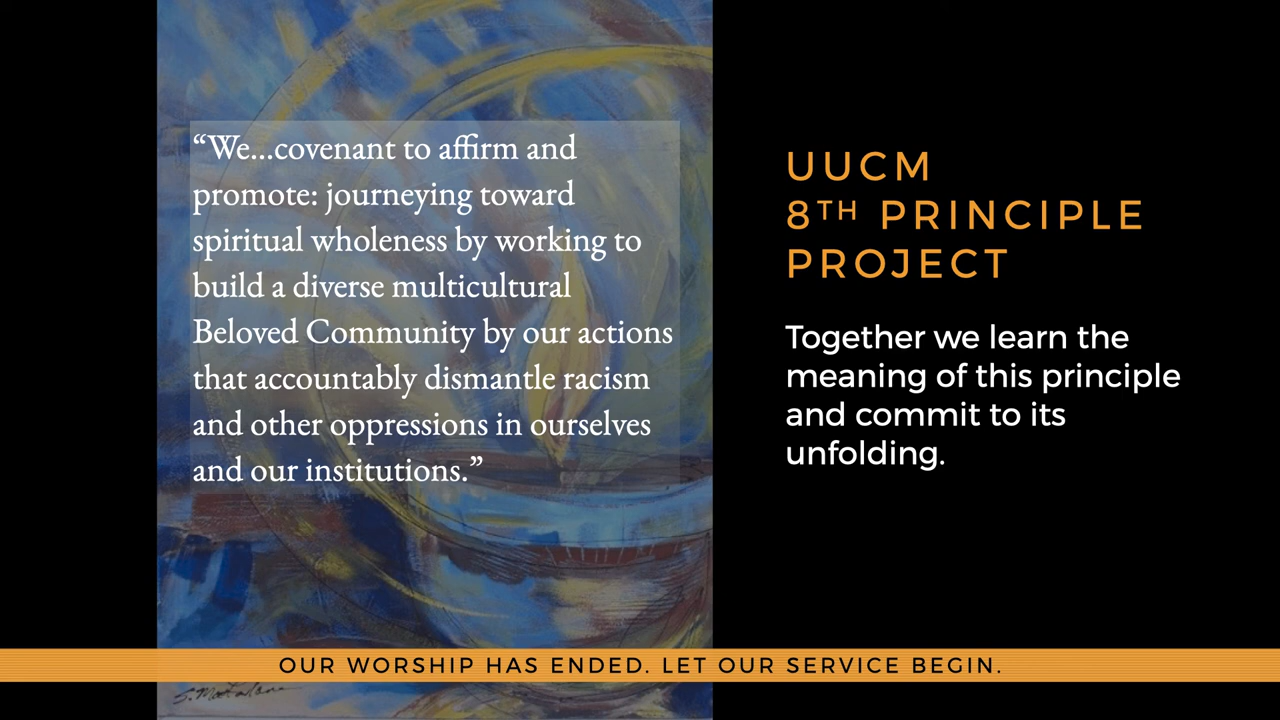 “We...covenant to affirm and
promote: journeying toward
spiritual wholeness by working to
build a diverse multicultural
Beloved Community by our actions
that accountably dismantle racism
and other oppressions in ourselves
and our institutions.”
UUCM
8TH PRINCIPLE
PROJECT
Together we learn the
meaning of this principle
and commit to its
unfolding.
OUR WORSHIP HAS ENDED. LET OUR SERVICE BEGIN.